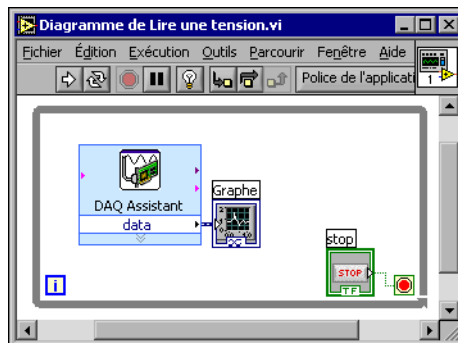 Diagramme de Lire une tension.vi
Fichier Édition Exécution Outils Parcourir Fenêtre Aide
Police de l'applicati
1
DAQ Assistant
data
Graphe
stop
STOP
TF
i